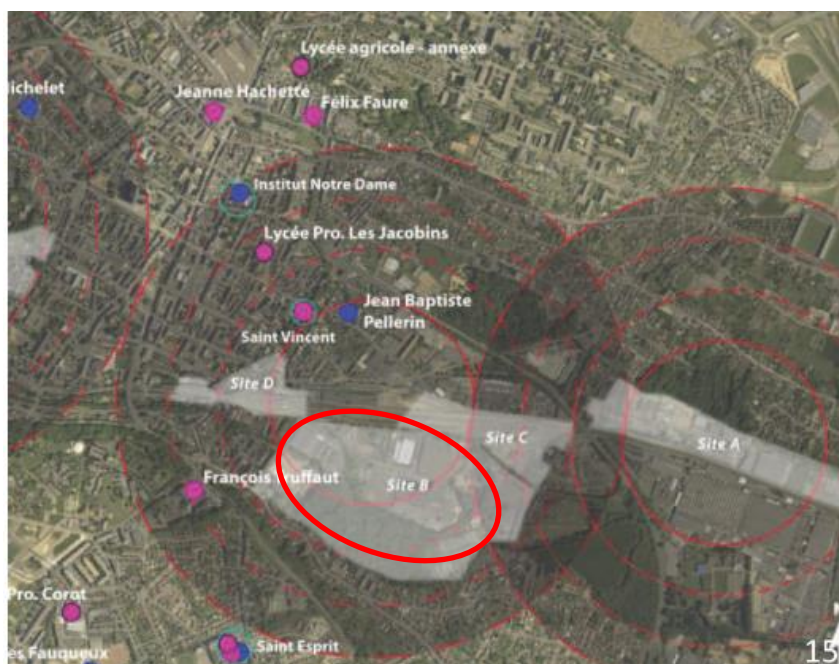 Lycée agricole - annexe
Jeanne Hachette
Félix Faure
Institut Notre Dame
Lycée Pro. Les Jacobins
Jean Baptiste
Pellerin
Saint Vincent
Site D
Site C
Site A
Site B
François Truffaut
Pro. Corot
Saint Esprit
es Fauqueux
15